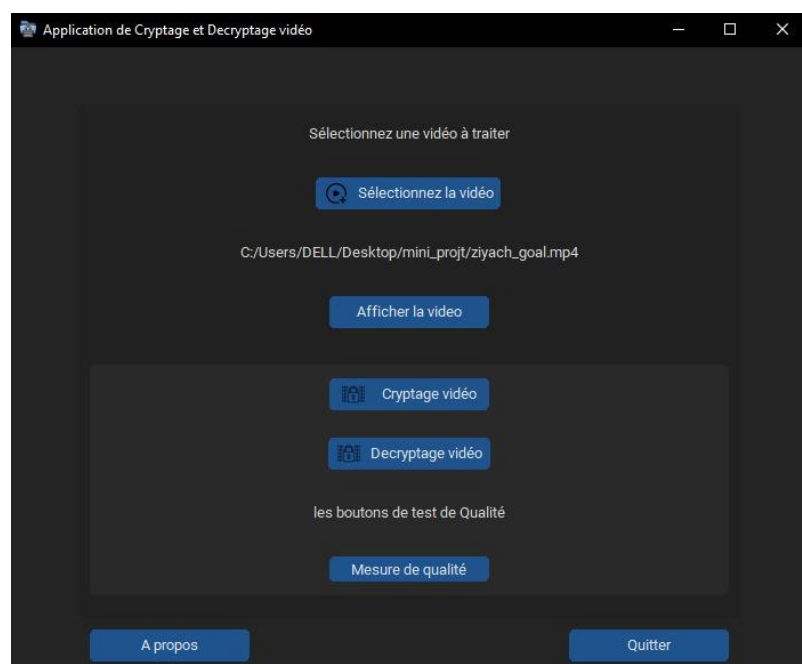 Application de Cryptage et Decryptage vidéo
Sélectionnez une vidéo à traiter
Sélectionnez la vidéo
C:/Users/DELL/Desktop/mini_projt/ziyach_goal.mp4
Afficher la video
Cryptage vidéo
Decryptage vidéo
les boutons de test de Qualité
Mesure de qualité
A propos
Quitter